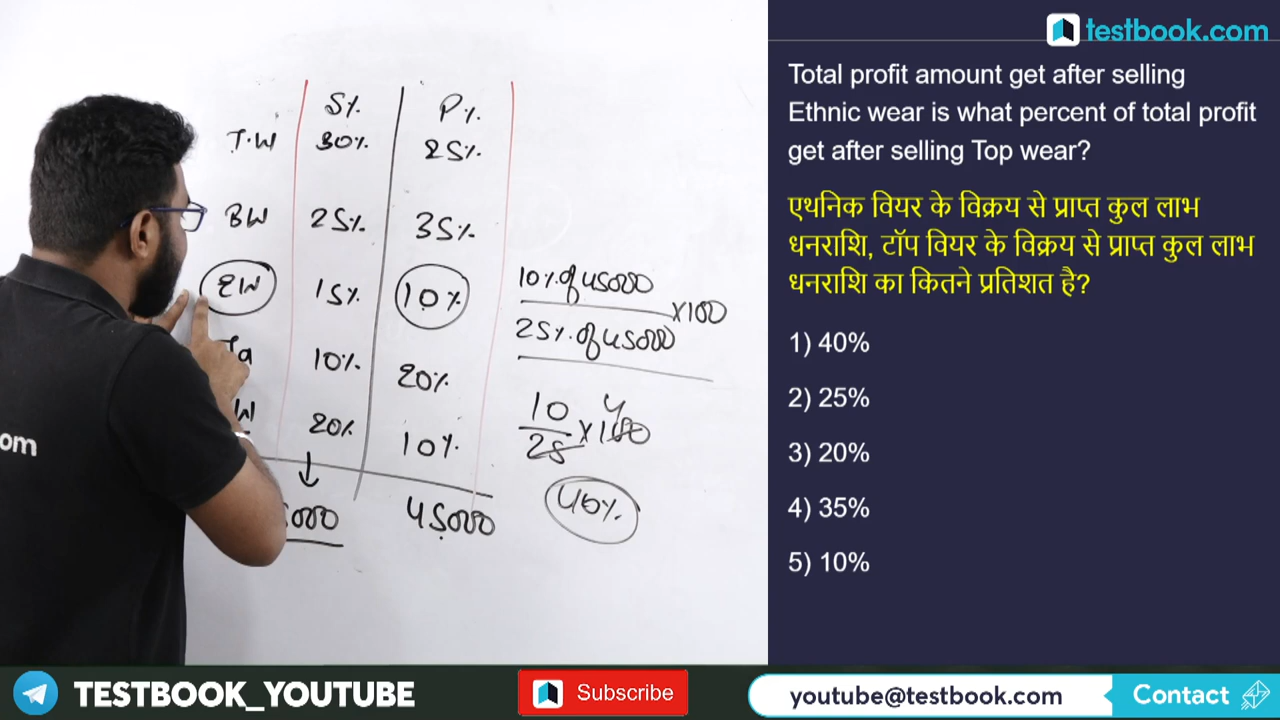 testbook.com
Total profit amount get after selling
Ethnic wear is what percent of total profit
get after selling Top wear?
एथनिक वियर के विक्रय से प्राप्त कुल लाभ
धनराशि, टॉप वियर के विक्रय से प्राप्त कुल लाभ
धनराशि का कितने प्रतिशत है?
1) 40%
2) 25%
3) 20%
4) 35%
5) 10%
S% P%
T.W 30% 25%
BW 25% 35%
EW 15% 10%
10% 20%
W 20% 10%
000 45000
10% of 45000
25% of 45000
×100
10 4
25 ×100
40%
om
TESTBOOK_YOUTUBE
Subscribe
youtube@testbook.com
Contact